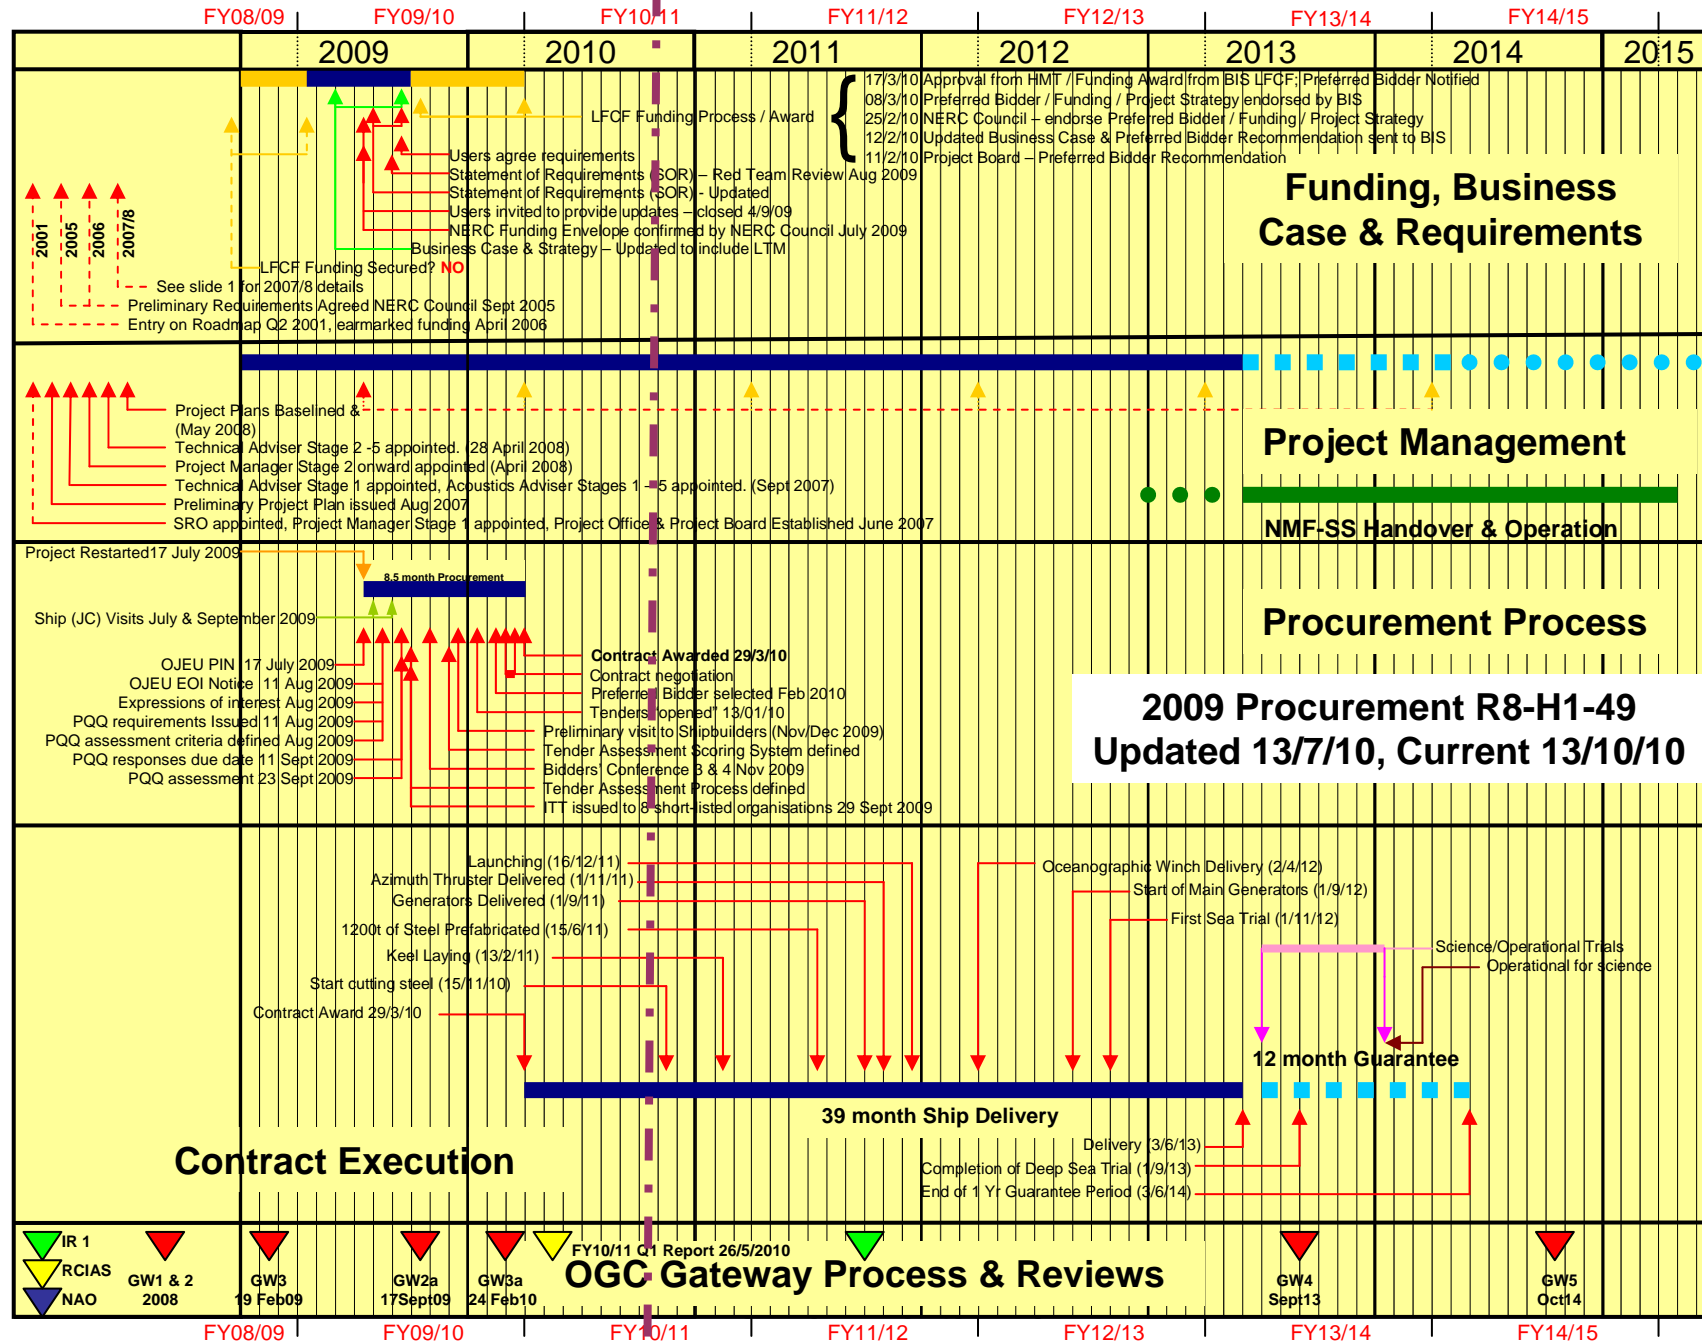 FY08/09 FY09/10 FY10/11 FY11/12 FY12/13 FY13/14 FY14/15
2009 2010 2011 2012 2013 2014 2015
17/3/10 Approval from HMT / Funding Award from BIS LFCF; Preferred Bidder Notified
08/3/10 Preferred Bidder / Funding / Project Strategy endorsed by BIS
25/2/10 NERC Council – endorse Preferred Bidder / Funding / Project Strategy
12/2/10 Updated Business Case & Preferred Bidder Recommendation sent to BIS
11/2/10 Project Board – Preferred Bidder Recommendation
LFCF Funding Process / Award
Users agree requirements
Statement of Requirements (SOR) – Red Team Review Aug 2009
Statement of Requirements (SOR) - Updated
Users invited to provide updates – closed 4/9/09
NERC Funding Envelope confirmed by NERC Council July 2009
Business Case & Strategy – Updated to include LTM
LFCF Funding Secured? NO
See slide 1 for 2007/8 details
Preliminary Requirements Agreed NERC Council Sept 2005
Entry on Roadmap Q2 2001, earmarked funding April 2006
2001
2005
2006
2007/8
Funding, Business
Case & Requirements
Project Plans Baselined &
(May 2008)
Technical Adviser Stage 2 -5 appointed. (28 April 2008)
Project Manager Stage 2 onward appointed (April 2008)
Technical Adviser Stage 1 appointed, Acoustics Adviser Stages 1 – 5 appointed. (Sept 2007)
Preliminary Project Plan issued Aug 2007
SRO appointed, Project Manager Stage 1 appointed, Project Office & Project Board Established June 2007
Project Management
NMF-SS Handover & Operation
Project Restarted17 July 2009
8.5 month Procurement
Ship (JC) Visits July & September 2009
OJEU PIN 17 July 2009
OJEU EOI Notice 11 Aug 2009
Expressions of interest Aug 2009
PQQ requirements Issued 11 Aug 2009
PQQ assessment criteria defined Aug 2009
PQQ responses due date 11 Sept 2009
PQQ assessment 23 Sept 2009
Contract Awarded 29/3/10
Contract negotiation
Preferred Bidder selected Feb 2010
Tenders "opened" 13/01/10
Preliminary visit to Shipbuilders (Nov/Dec 2009)
Tender Assessment Scoring System defined
Bidders' Conference 3 & 4 Nov 2009
Tender Assessment Process defined
ITT issued to 8 short-listed organisations 29 Sept 2009
Procurement Process
2009 Procurement R8-H1-49
Updated 13/7/10, Current 13/10/10
Launching (16/12/11)
Azimuth Thruster Delivered (1/11/11)
Generators Delivered (1/9/11)
1200t of Steel Prefabricated (15/6/11)
Keel Laying (13/2/11)
Start cutting steel (15/11/10)
Contract Award 29/3/10
Oceanographic Winch Delivery (2/4/12)
Start of Main Generators (1/9/12)
First Sea Trial (1/11/12)
Science/Operational Trials
Operational for science
12 month Guarantee
39 month Ship Delivery
Delivery (3/6/13)
Completion of Deep Sea Trial (1/9/13)
End of 1 Yr Guarantee Period (3/6/14)
Contract Execution
IR 1
RCIAS
NAO
GW1 & 2
2008
GW3
19 Feb09
GW2a
17Sept09
GW3a
24 Feb10
FY10/11 Q1 Report 26/5/2010
OGC Gateway Process & Reviews
GW4
Sept13
GW5
Oct14
FY08/09 FY09/10 FY10/11 FY11/12 FY12/13 FY13/14 FY14/15